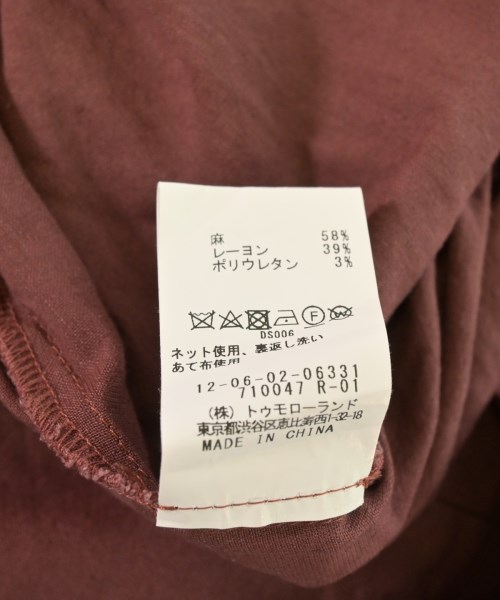 麻 58%
レーヨン 39%
ポリウレタン 3%
DS006
ネット使用、裏返し洗い
あて布使用
12-06-02-06331
710047 R-01
(株) トゥモローランド
東京都渋谷区恵比寿西1-32-18
MADE IN CHINA